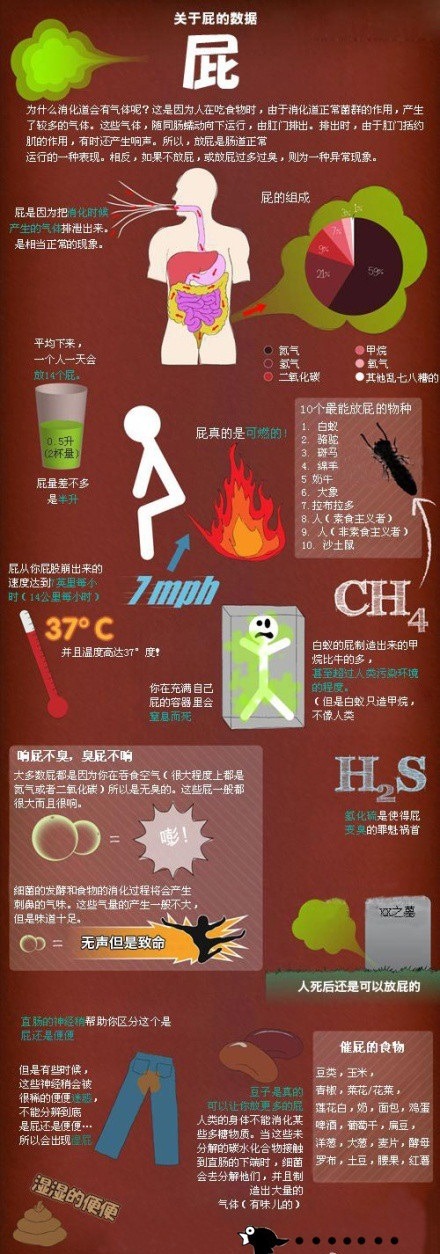 关于屁的数据
屁
为什么消化道会有气体呢？这是因为人在吃食物时，由于消化道正常菌群的作用，产生
了较多的气体。这些气体，随同肠蠕动向下运行，由肛门排出。排出时，由于肛门括约
肌的作用，有时还产生响声。所以，放屁是肠道正常
运行的一种表现。相反，如果不放屁，或放屁过多过臭，则为一种异常现象。
屁是因为把消化时候
产生的气体排泄出来。
是相当正常的现象。
屁的组成
59%
21%
9%
7%
氮气
氢气
二氧化碳
甲烷
氧气
其他乱七八糟的
平均下来，
一个人一天会
放14个屁。
0.5升
(2杯量)
屁量差不多
是半升
屁真的是可燃的！
10个最能放屁的物种
1. 白蚁
2. 骆驼
3. 斑马
4. 绵羊
5 奶牛
6. 大象
7. 拉布拉多
8. 人（素食主义者）
9. 人（非素食主义者）
10. 沙土鼠
屁从你屁股崩出来的
速度达到7英里每小
时（14公里每小时）
7 mph
37°C
并且温度高达37°度!
你在充满自己
屁的容器里会
窒息而死
CH4
白蚁的屁制造出来的甲
烷比牛的多，
甚至超过人类污染环境
的程度。
（但是白蚁只造甲烷，
不像人类
响屁不臭，臭屁不响
大多数屁都是因为你在吞食空气（很大程度上都是
氮气或者二氧化碳）所以是无臭的。这些屁一般都
很大而且很响。
=
嘭！
细菌的发酵和食物的消化过程将会产生
刺鼻的气味。这些气量的产生一般不大，
但是味道十足。
=
无声但是致命
H2S
氢化硫是使得屁
变臭的罪魁祸首
XX之墓
人死后还是可以放屁的
直肠的神经梢帮助你区分这个是
屁还是便便
但是有些时候，
这些神经梢会被
很稀的便便迷惑，
不能分辨到底
是屁还是便便…
所以会出现湿屁
湿湿的便便
豆子是真的
可以让你放更多的屁
人类的身体不能消化某
些多糖物质。当这些未
分解的碳水化合物接触
到直肠的下端时，细菌
会去分解他们，并且制
造出大量的
气体（有味儿的）
催屁的食物
豆类，玉米，
青椒，菜花/花菜，
莲花白，奶，面包，鸡蛋
啤酒，葡萄干，扁豆，
洋葱，大葱，麦片，酵母
罗布，土豆，腰果，红薯